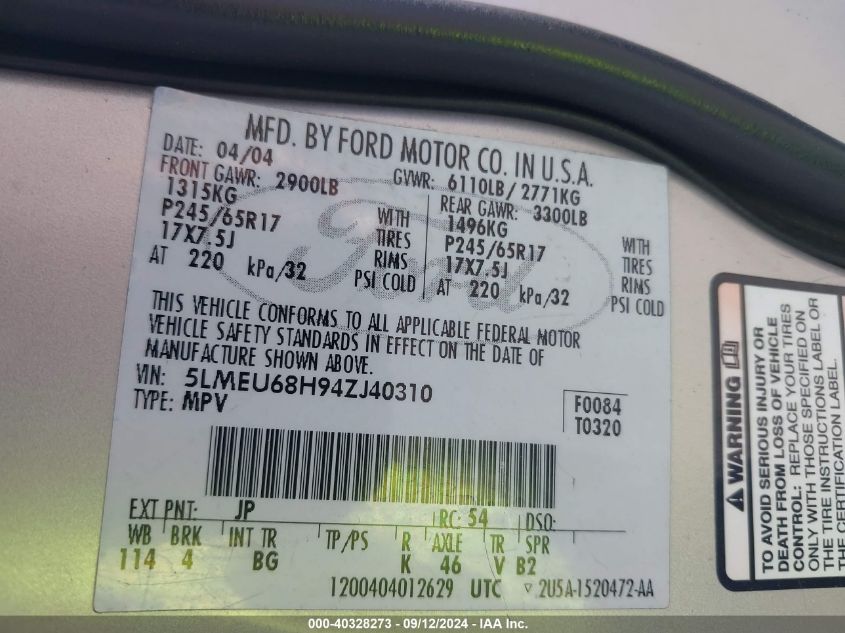 MFD. BY FORD MOTOR CO. IN U.S.A.
DATE: 04/04 GVWR: 6110LB/ 2771KG
FRONT GAWR: 2900LB REAR GAWR: 3300LB
1315KG WITH 1496KG WITH
P245/65R17 TIRES P245/65R17 TIRES
17X7.5J RIMS 17X7.5J RIMS
AT 220 kPa/32 PSI COLD AT 220 kPa/32 PSI COLD
Ford
THIS VEHICLE CONFORMS TO ALL APPLICABLE FEDERAL MOTOR
VEHICLE SAFETY STANDARDS IN EFFECT ON THE DATE OF
MANUFACTURE SHOWN ABOVE.
VIN: 5LMEU68H94ZJ40310
TYPE: MPV
F0084
T0320
EXT PNT: JP RC: 54 DSO:
WB BRK INT TR TP/PS R AXLE TR SPR
114 4 BG K 46 V B2
1200404012629 UTC ▽ 2U5A-1520472-AA
WARNING
TO AVOID SERIOUS INJURY OR
DEATH FROM LOSS OF VEHICLE
CONTROL: REPLACE YOUR TIRES
ONLY WITH THOSE SPECIFIED ON
THE TIRE INSTRUCTIONS LABEL OR
THE CERTIFICATION LABEL.
000-40328273 - 09/12/2024 - IAA Inc.